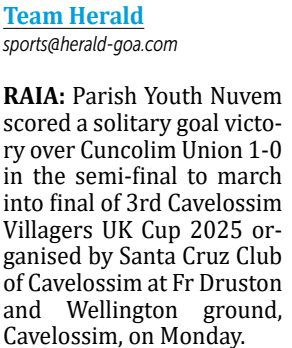 Team Herald
sports@herald-goa.com
RAIA: Parish Youth Nuvem
scored a solitary goal victo-
ry over Cuncolim Union 1-0
in the semi-final to march
into final of 3rd Cavelossim
Villagers UK Cup 2025 or-
ganised by Santa Cruz Club
of Cavelossim at Fr Druston
and Wellington ground,
Cavelossim, on Monday.